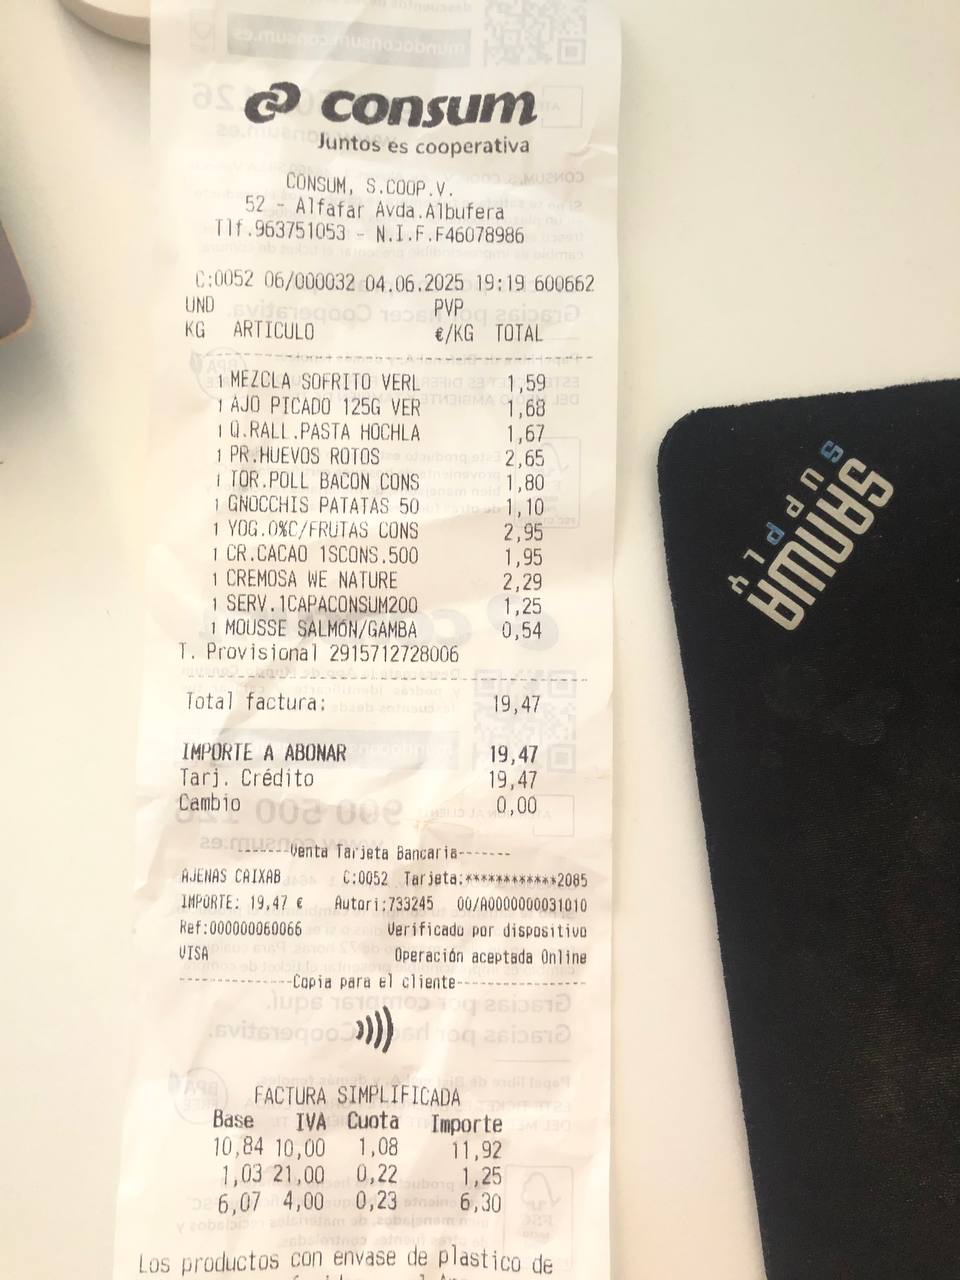 consum
Juntos es cooperativa
CONSUM, S.COOP.V.
52 - Alfafar Avda.Albufera
Tlf.963751053 - N.I.F.F46078986
C:0052 06/000032 04.06.2025 19:19 600662
UND PVP
KG ARTICULO €/KG TOTAL
1 MEZCLA SOFRITO VERL 1,59
1 AJO PICADO 125G VER 1,68
1 Q.RALL.PASTA HOCHLA 1,67
1 PR.HUEVOS ROTOS 2,65
1 TOR.POLL BACON CONS 1,80
1 GNOCCHIS PATATAS 50 1,10
1 YOG.0%C/FRUTAS CONS 2,95
1 CR.CACAO 1SCONS.500 1,95
1 CREMOSA WE NATURE 2,29
1 SERV.1CAPACONSUM200 1,25
1 MOUSSE SALMÓN/GAMBA 0,54
T. Provisional 2915712728006
Total factura: 19,47
IMPORTE A ABONAR 19,47
Tarj. Crédito 19,47
Cambio 0,00
-------Venta Tarjeta Bancaria-------
AJENAS CAIXAB C:0052 Tarjeta:************2085
IMPORTE: 19,47 € Autori:733245 00/A0000000031010
Ref:000000060066 Verificado por dispositivo
VISA Operación aceptada Online
---------------Copia para el cliente-----------------
FACTURA SIMPLIFICADA
Base IVA Cuota Importe
10,84 10,00 1,08 11,92
1,03 21,00 0,22 1,25
6,07 4,00 0,23 6,30
Los productos con envase de plastico de
SANWA
SUPPLY